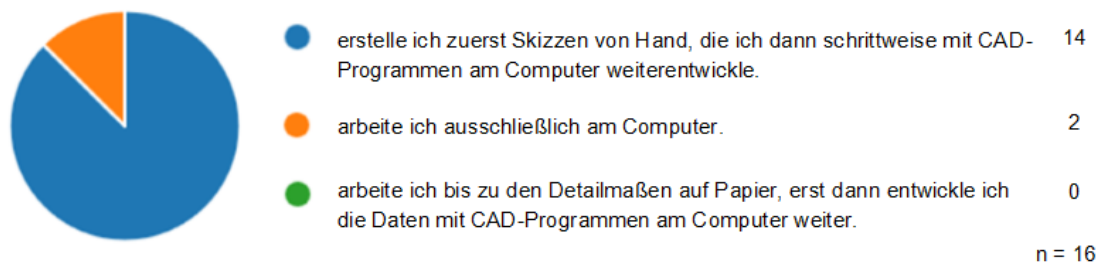 erstelle ich zuerst Skizzen von Hand, die ich dann schrittweise mit CAD- 14
Programmen am Computer weiterentwickle.
arbeite ich ausschließlich am Computer. 2
arbeite ich bis zu den Detailmaßen auf Papier, erst dann entwickle ich 0
die Daten mit CAD-Programmen am Computer weiter.
n = 16